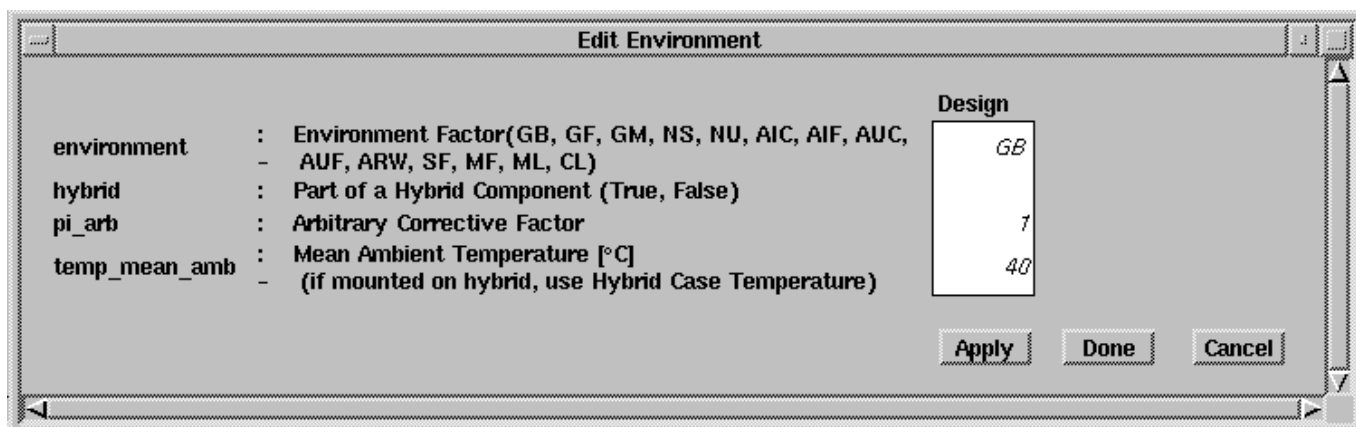 Edit Environment
Design
environment : Environment Factor(GB, GF, GM, NS, NU, AIC, AIF, AUC, GB
- AUF, ARW, SF, MF, ML, CL)
hybrid : Part of a Hybrid Component (True, False)
pi_arb : Arbitrary Corrective Factor 1
temp_mean_amb : Mean Ambient Temperature [°C] 40
- (if mounted on hybrid, use Hybrid Case Temperature)
Apply Done Cancel